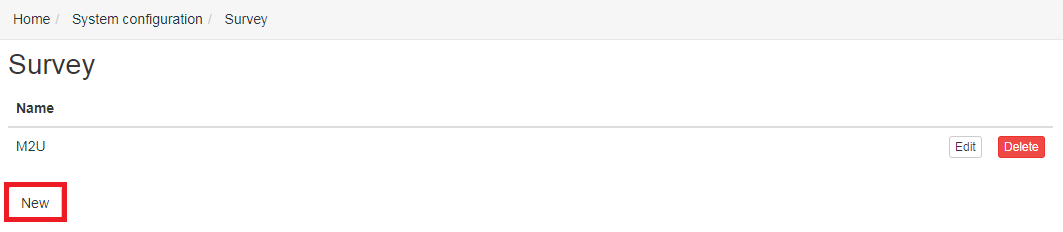 Home / System configuration / Survey
Survey
Name
M2U Edit Delete
New